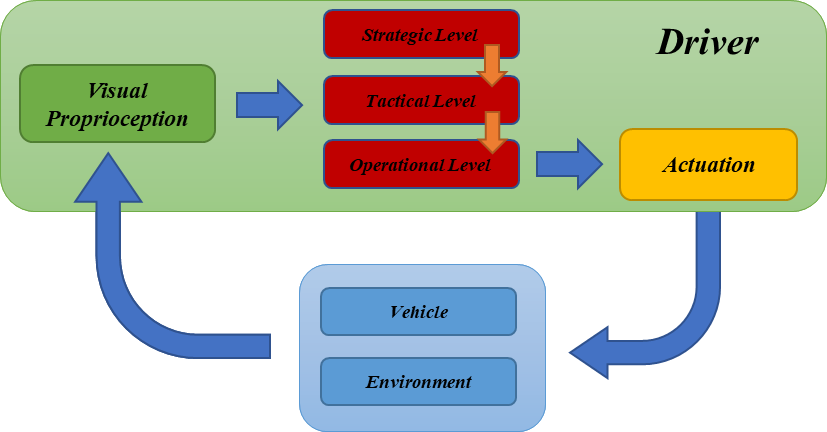 Driver
Visual
Proprioception
Strategic Level
Tactical Level
Operational Level
Actuation
Vehicle
Environment